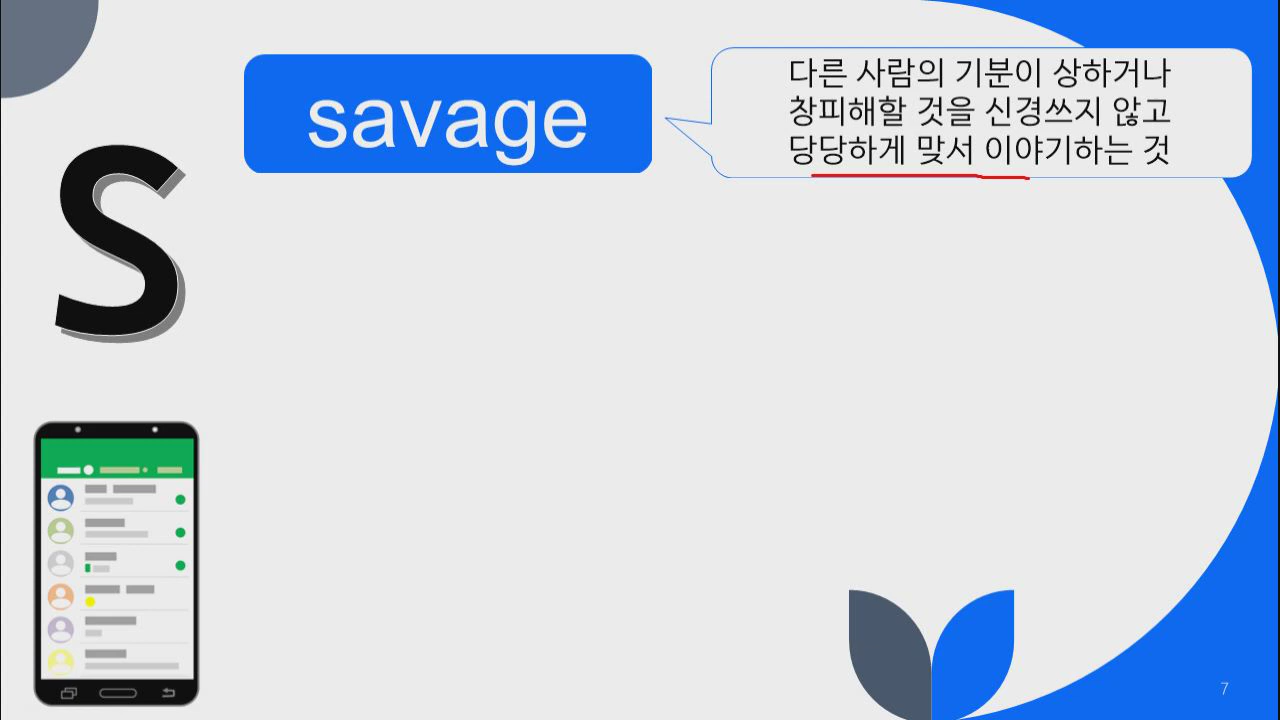 savage
다른 사람의 기분이 상하거나
창피해할 것을 신경쓰지 않고
당당하게 맞서 이야기하는 것
S
7